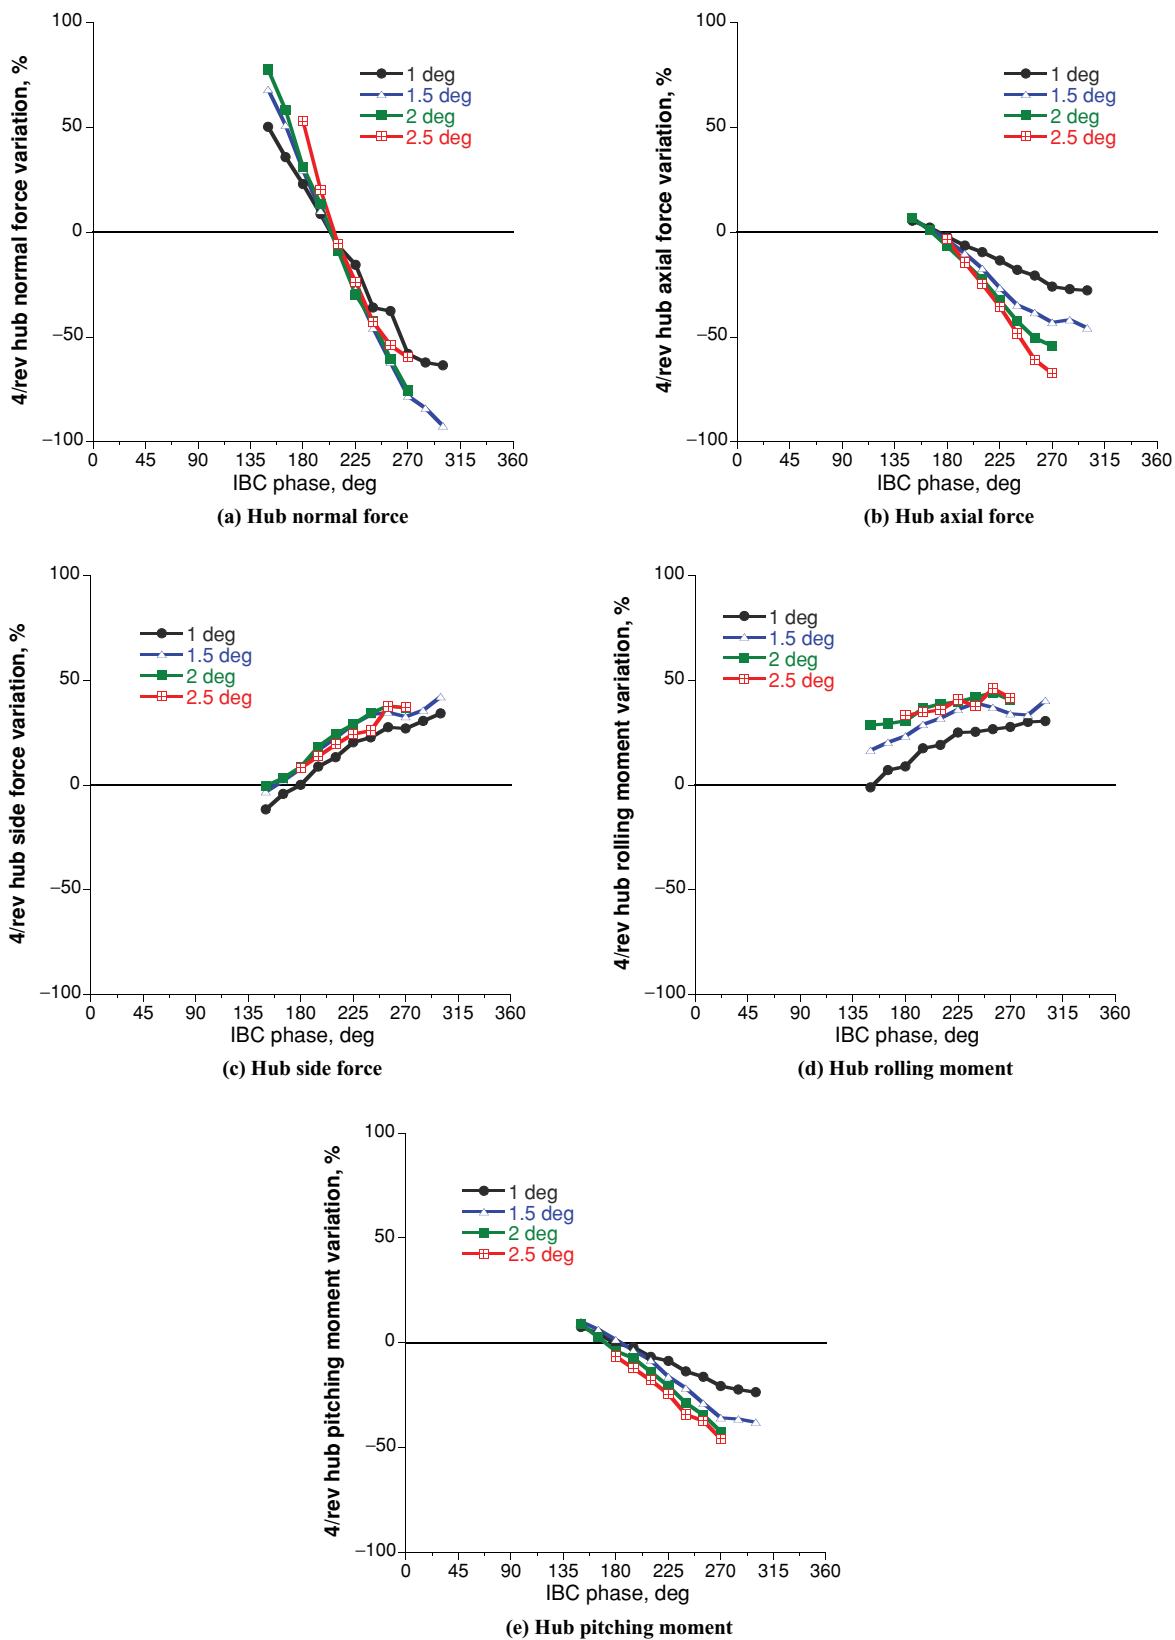 100
50
0
−50
−100
4/rev hub normal force variation, %
1 deg
1.5 deg
2 deg
2.5 deg
0 45 90 135 180 225 270 315 360
IBC phase, deg
(a) Hub normal force
100
50
0
−50
−100
4/rev hub axial force variation, %
1 deg
1.5 deg
2 deg
2.5 deg
0 45 90 135 180 225 270 315 360
IBC phase, deg
(b) Hub axial force
100
50
0
−50
−100
4/rev hub side force variation, %
1 deg
1.5 deg
2 deg
2.5 deg
0 45 90 135 180 225 270 315 360
IBC phase, deg
(c) Hub side force
100
50
0
−50
−100
4/rev hub rolling moment variation, %
1 deg
1.5 deg
2 deg
2.5 deg
0 45 90 135 180 225 270 315 360
IBC phase, deg
(d) Hub rolling moment
100
50
0
−50
−100
4/rev hub pitching moment variation, %
1 deg
1.5 deg
2 deg
2.5 deg
0 45 90 135 180 225 270 315 360
IBC phase, deg
(e) Hub pitching moment